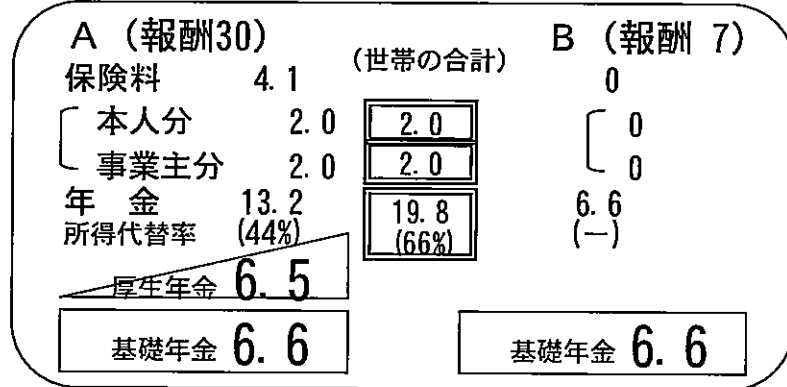 A（報酬30）
（世帯の合計）
B（報酬 7）
保険料 4.1
0
本人分 2.0
2.0
0
事業主分 2.0
2.0
0
年 金 13.2
19.8
6.6
所得代替率 (44%)
(66%)
(－)
厚生年金 6.5
基礎年金 6.6
基礎年金 6.6